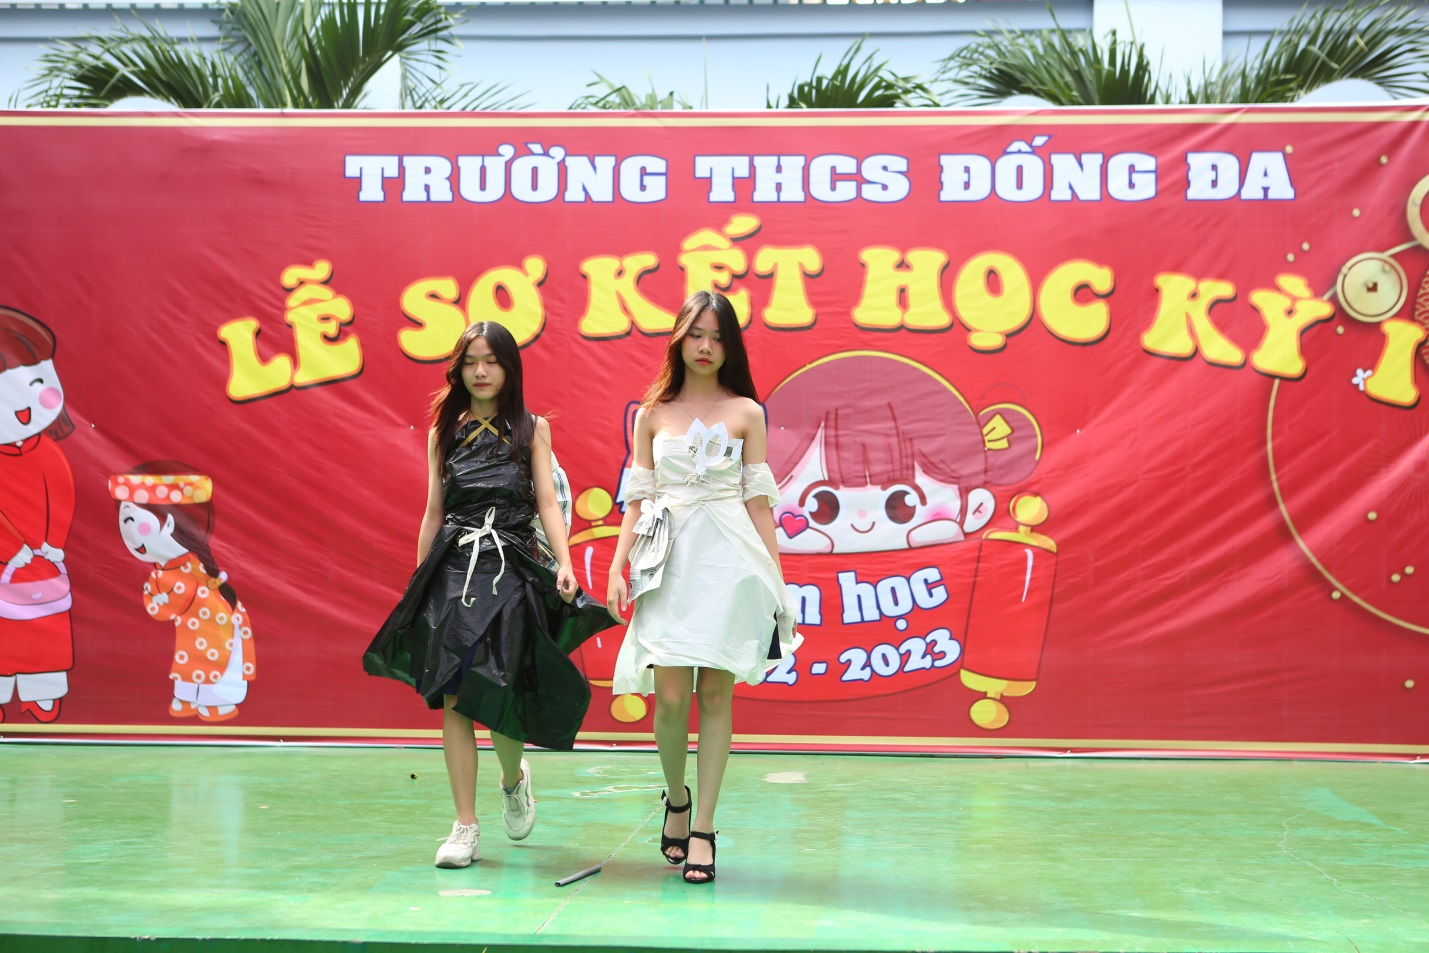 TRƯỜNG THCS ĐỐNG ĐA
LỄ SƠ KẾT HỌC KỲ I
học
- 2023